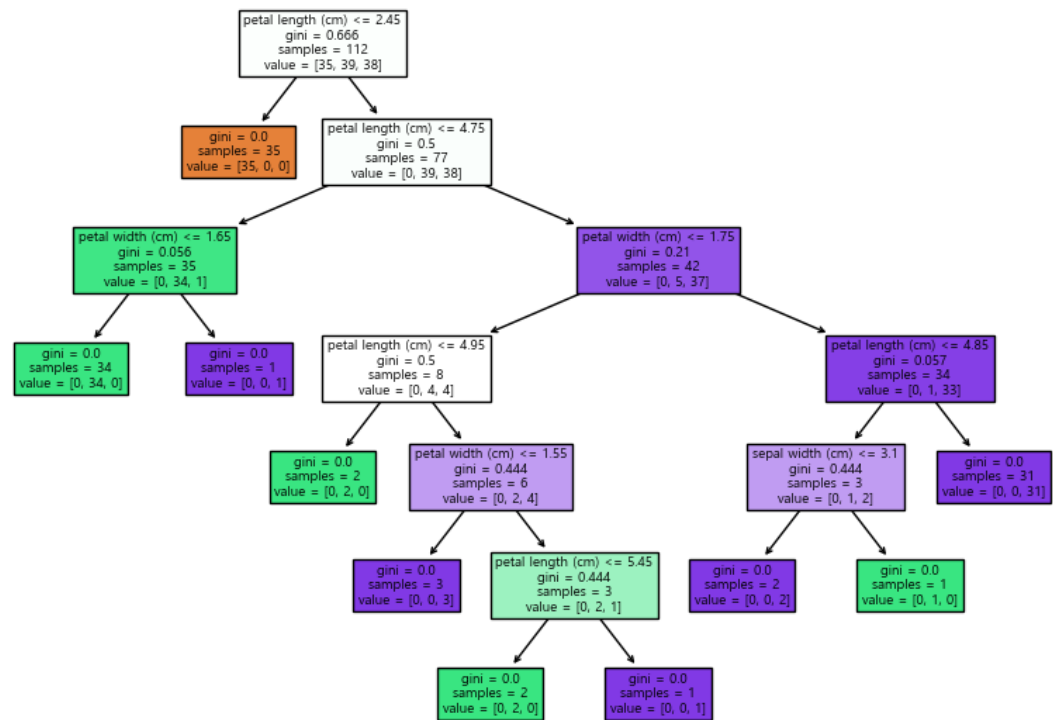 petal length (cm) <= 2.45
gini = 0.666
samples = 112
value = [35, 39, 38]
gini = 0.0
samples = 35
value = [35, 0, 0]
petal length (cm) <= 4.75
gini = 0.5
samples = 77
value = [0, 39, 38]
petal width (cm) <= 1.65
gini = 0.056
samples = 35
value = [0, 34, 1]
petal width (cm) <= 1.75
gini = 0.21
samples = 42
value = [0, 5, 37]
gini = 0.0
samples = 34
value = [0, 34, 0]
gini = 0.0
samples = 1
value = [0, 0, 1]
petal length (cm) <= 4.95
gini = 0.5
samples = 8
value = [0, 4, 4]
petal length (cm) <= 4.85
gini = 0.057
samples = 34
value = [0, 1, 33]
gini = 0.0
samples = 2
value = [0, 2, 0]
petal width (cm) <= 1.55
gini = 0.444
samples = 6
value = [0, 2, 4]
sepal width (cm) <= 3.1
gini = 0.444
samples = 3
value = [0, 1, 2]
gini = 0.0
samples = 31
value = [0, 0, 31]
gini = 0.0
samples = 3
value = [0, 0, 3]
petal length (cm) <= 5.45
gini = 0.444
samples = 3
value = [0, 2, 1]
gini = 0.0
samples = 2
value = [0, 0, 2]
gini = 0.0
samples = 1
value = [0, 1, 0]
gini = 0.0
samples = 2
value = [0, 2, 0]
gini = 0.0
samples = 1
value = [0, 0, 1]